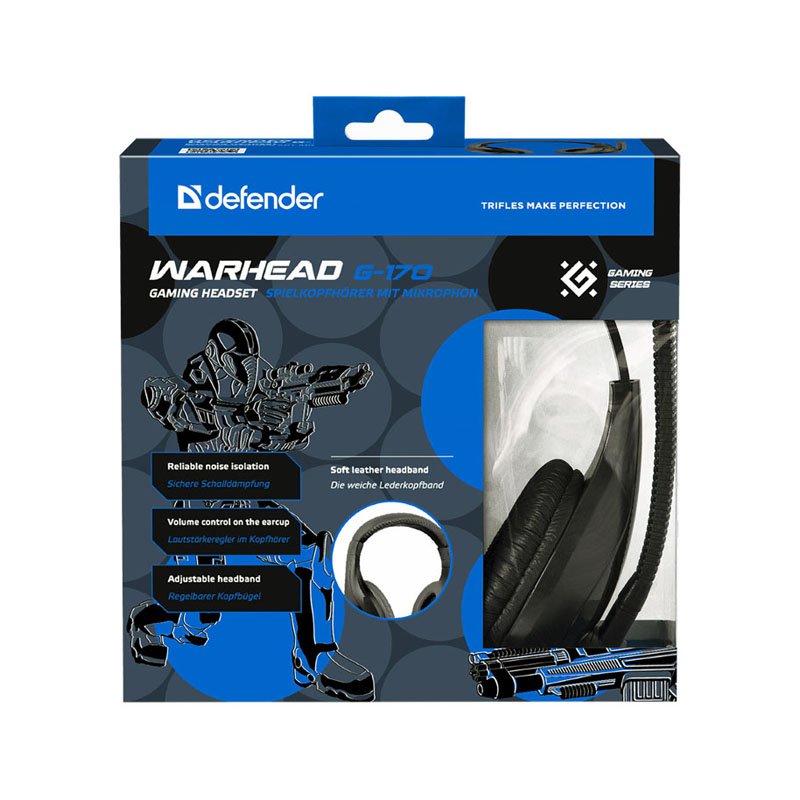 defender
TRIFLES MAKE PERFECTION
WARHEAD G-170
GAMING HEADSET SPIELKOPFHÖRER MIT MIKROPHON
GAMING
SERIES
Reliable noise isolation
Sichere Schalldämpfung
Soft leather headband
Die weiche Lederkopfband
Volume control on the earcup
Lautstärkeregler im Kopfhörer
Adjustable headband
Regelbarer Kopfbügel